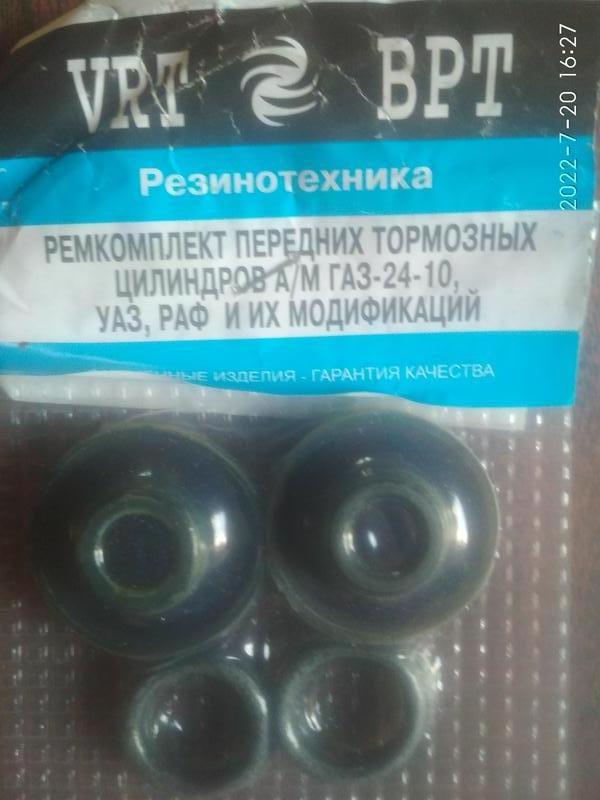 VRT ВРТ
Резинотехника
РЕМКОМПЛЕКТ ПЕРЕДНИХ ТОРМОЗНЫХ
ЦИЛИНДРОВ А/М ГАЗ-24-10,
УАЗ, РАФ И ИХ МОДИФИКАЦИЙ
ИЗДЕЛИЯ - ГАРАНТИЯ КАЧЕСТВА
2022-7-20 16:27